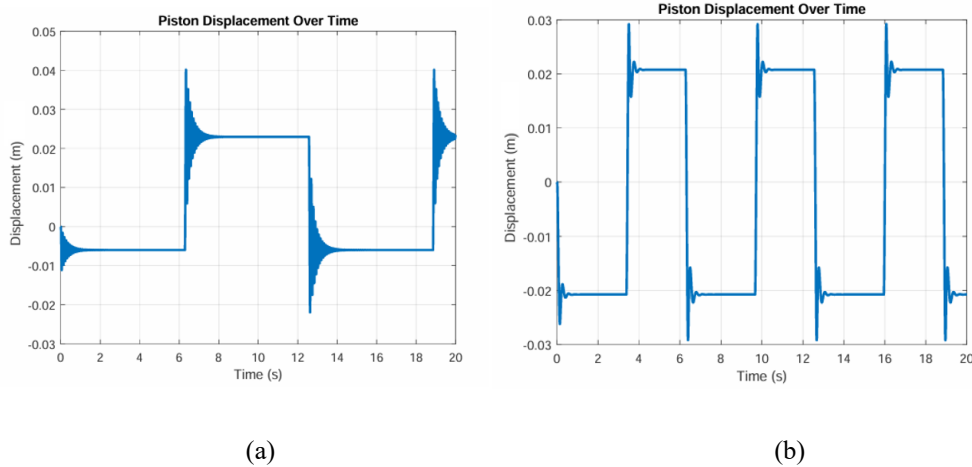 Piston Displacement Over Time
Displacement (m)
0.05
0.04
0.03
0.02
0.01
0
-0.01
-0.02
-0.03
0 2 4 6 8 10 12 14 16 18 20
Time (s)
(a)
Piston Displacement Over Time
Displacement (m)
0.03
0.02
0.01
0
-0.01
-0.02
-0.03
0 2 4 6 8 10 12 14 16 18 20
Time (s)
(b)